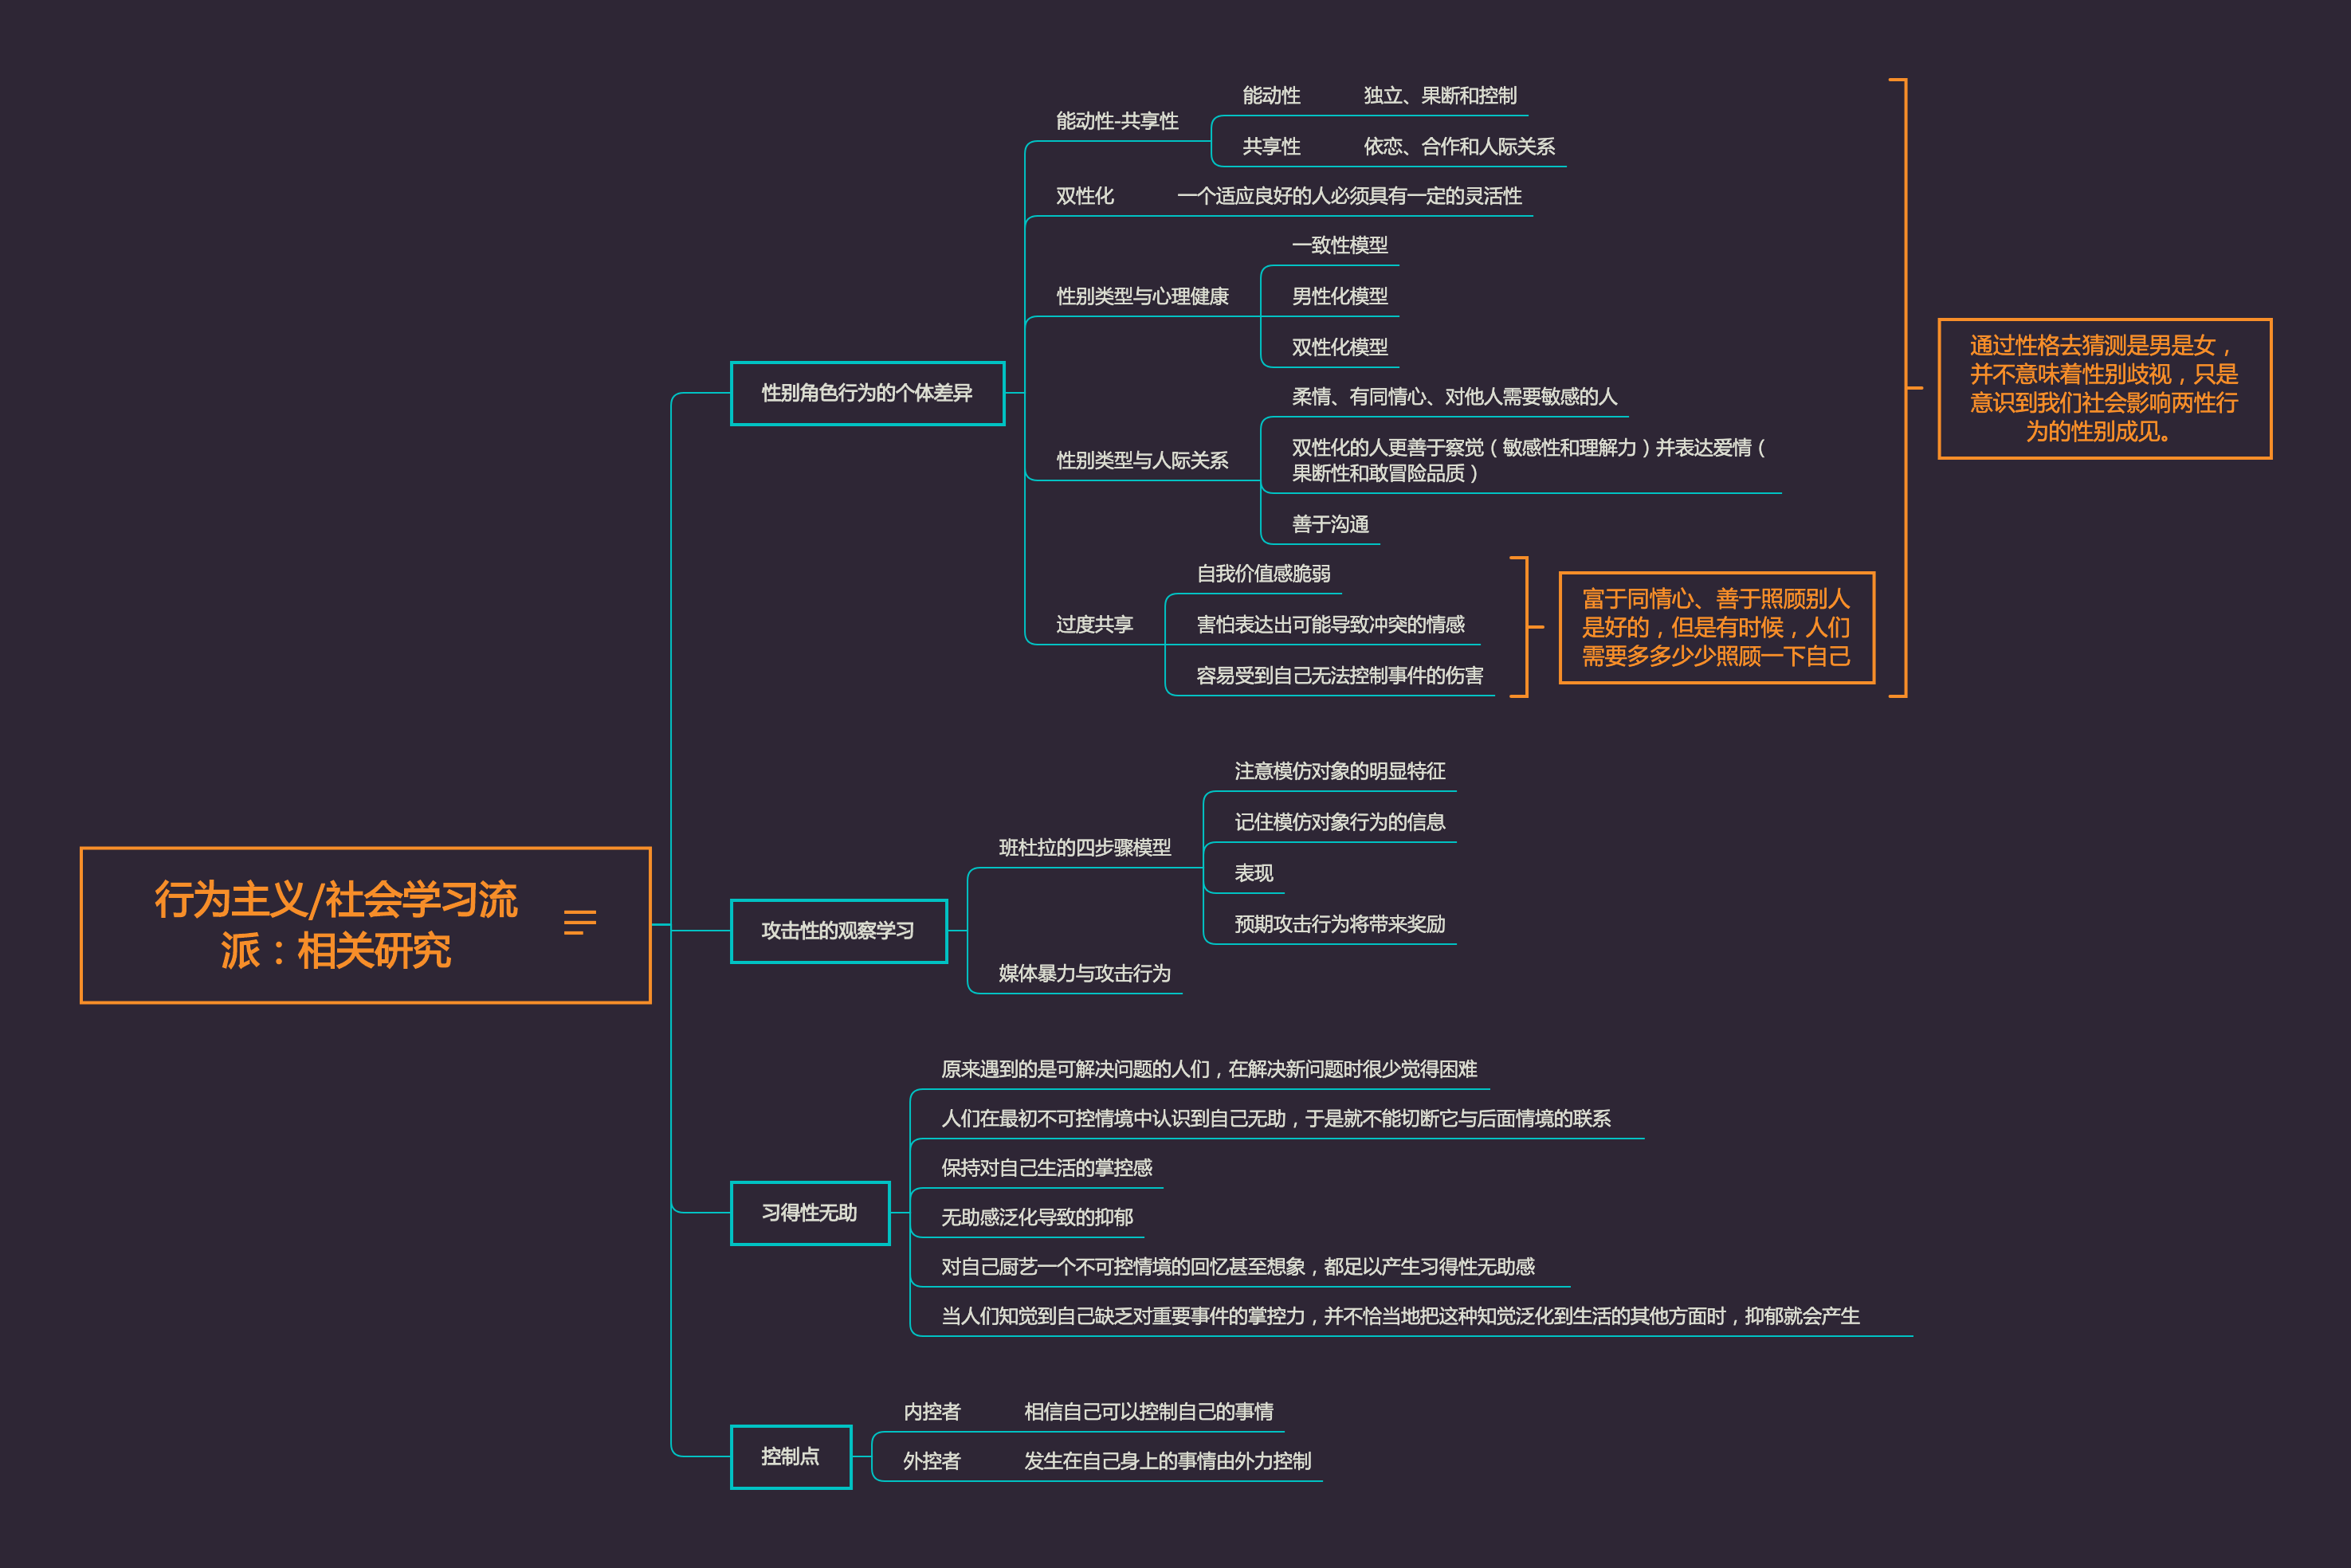 行为主义/社会学习流
派：相关研究
性别角色行为的个体差异
能动性-共享性
能动性
独立、果断和控制
共享性
依恋、合作和人际关系
双性化
一个适应良好的人必须具有一定的灵活性
性别类型与心理健康
一致性模型
男性化模型
双性化模型
性别类型与人际关系
柔情、有同情心、对他人需要敏感的人
双性化的人更善于察觉（敏感性和理解力）并表达爱情（
果断性和敢冒险品质）
善于沟通
过度共享
自我价值感脆弱
害怕表达出可能导致冲突的情感
容易受到自己无法控制事件的伤害
富于同情心、善于照顾别人
是好的，但是有时候，人们
需要多多少少照顾一下自己
通过性格去猜测是男是女，
并不意味着性别歧视，只是
意识到我们社会影响两性行
为的性别成见。
攻击性的观察学习
班杜拉的四步骤模型
注意模仿对象的明显特征
记住模仿对象行为的信息
表现
预期攻击行为将带来奖励
媒体暴力与攻击行为
习得性无助
原来遇到的是可解决问题的人们，在解决新问题时很少觉得困难
人们在最初不可控情境中认识到自己无助，于是就不能切断它与后面情境的联系
保持对自己生活的掌控感
无助感泛化导致的抑郁
对自己厨艺一个不可控情境的回忆甚至想象，都足以产生习得性无助感
当人们知觉到自己缺乏对重要事件的掌控力，并不恰当地把这种知觉泛化到生活的其他方面时，抑郁就会产生
控制点
内控者
相信自己可以控制自己的事情
外控者
发生在自己身上的事情由外力控制